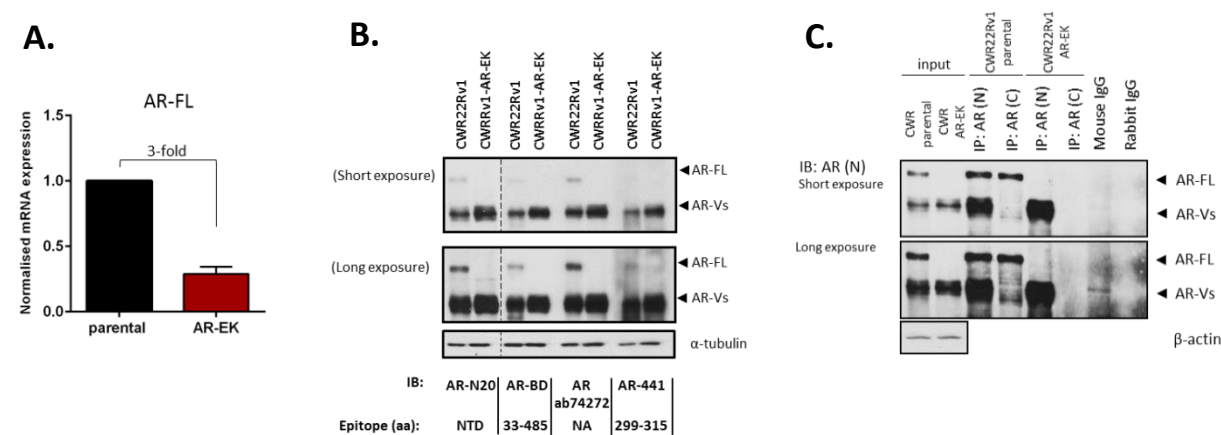 A.
AR-FL
Normalised mRNA expression
1.5
1.0
0.5
0.0
3-fold
parental
AR-EK
B.
CWR22Rv1
CWRRv1-AR-EK
CWR22Rv1
CWRRv1-AR-EK
CWR22Rv1
CWRRv1-AR-EK
CWR22Rv1
CWRRv1-AR-EK
(Short exposure)
AR-FL
AR-Vs
(Long exposure)
AR-FL
AR-Vs
α-tubulin
IB: AR-N20 AR-BD AR ab74272 AR-441
Epitope (aa): NTD 33-485 NA 299-315
C.
input
CWR22Rv1 parental
CWR22Rv1 AR-EK
CWR parental
CWR AR-EK
IP: AR (N)
IP: AR (C)
IP: AR (N)
IP: AR (C)
Mouse IgG
Rabbit IgG
IB: AR (N)
Short exposure
AR-FL
AR-Vs
Long exposure
AR-FL
AR-Vs
β-actin